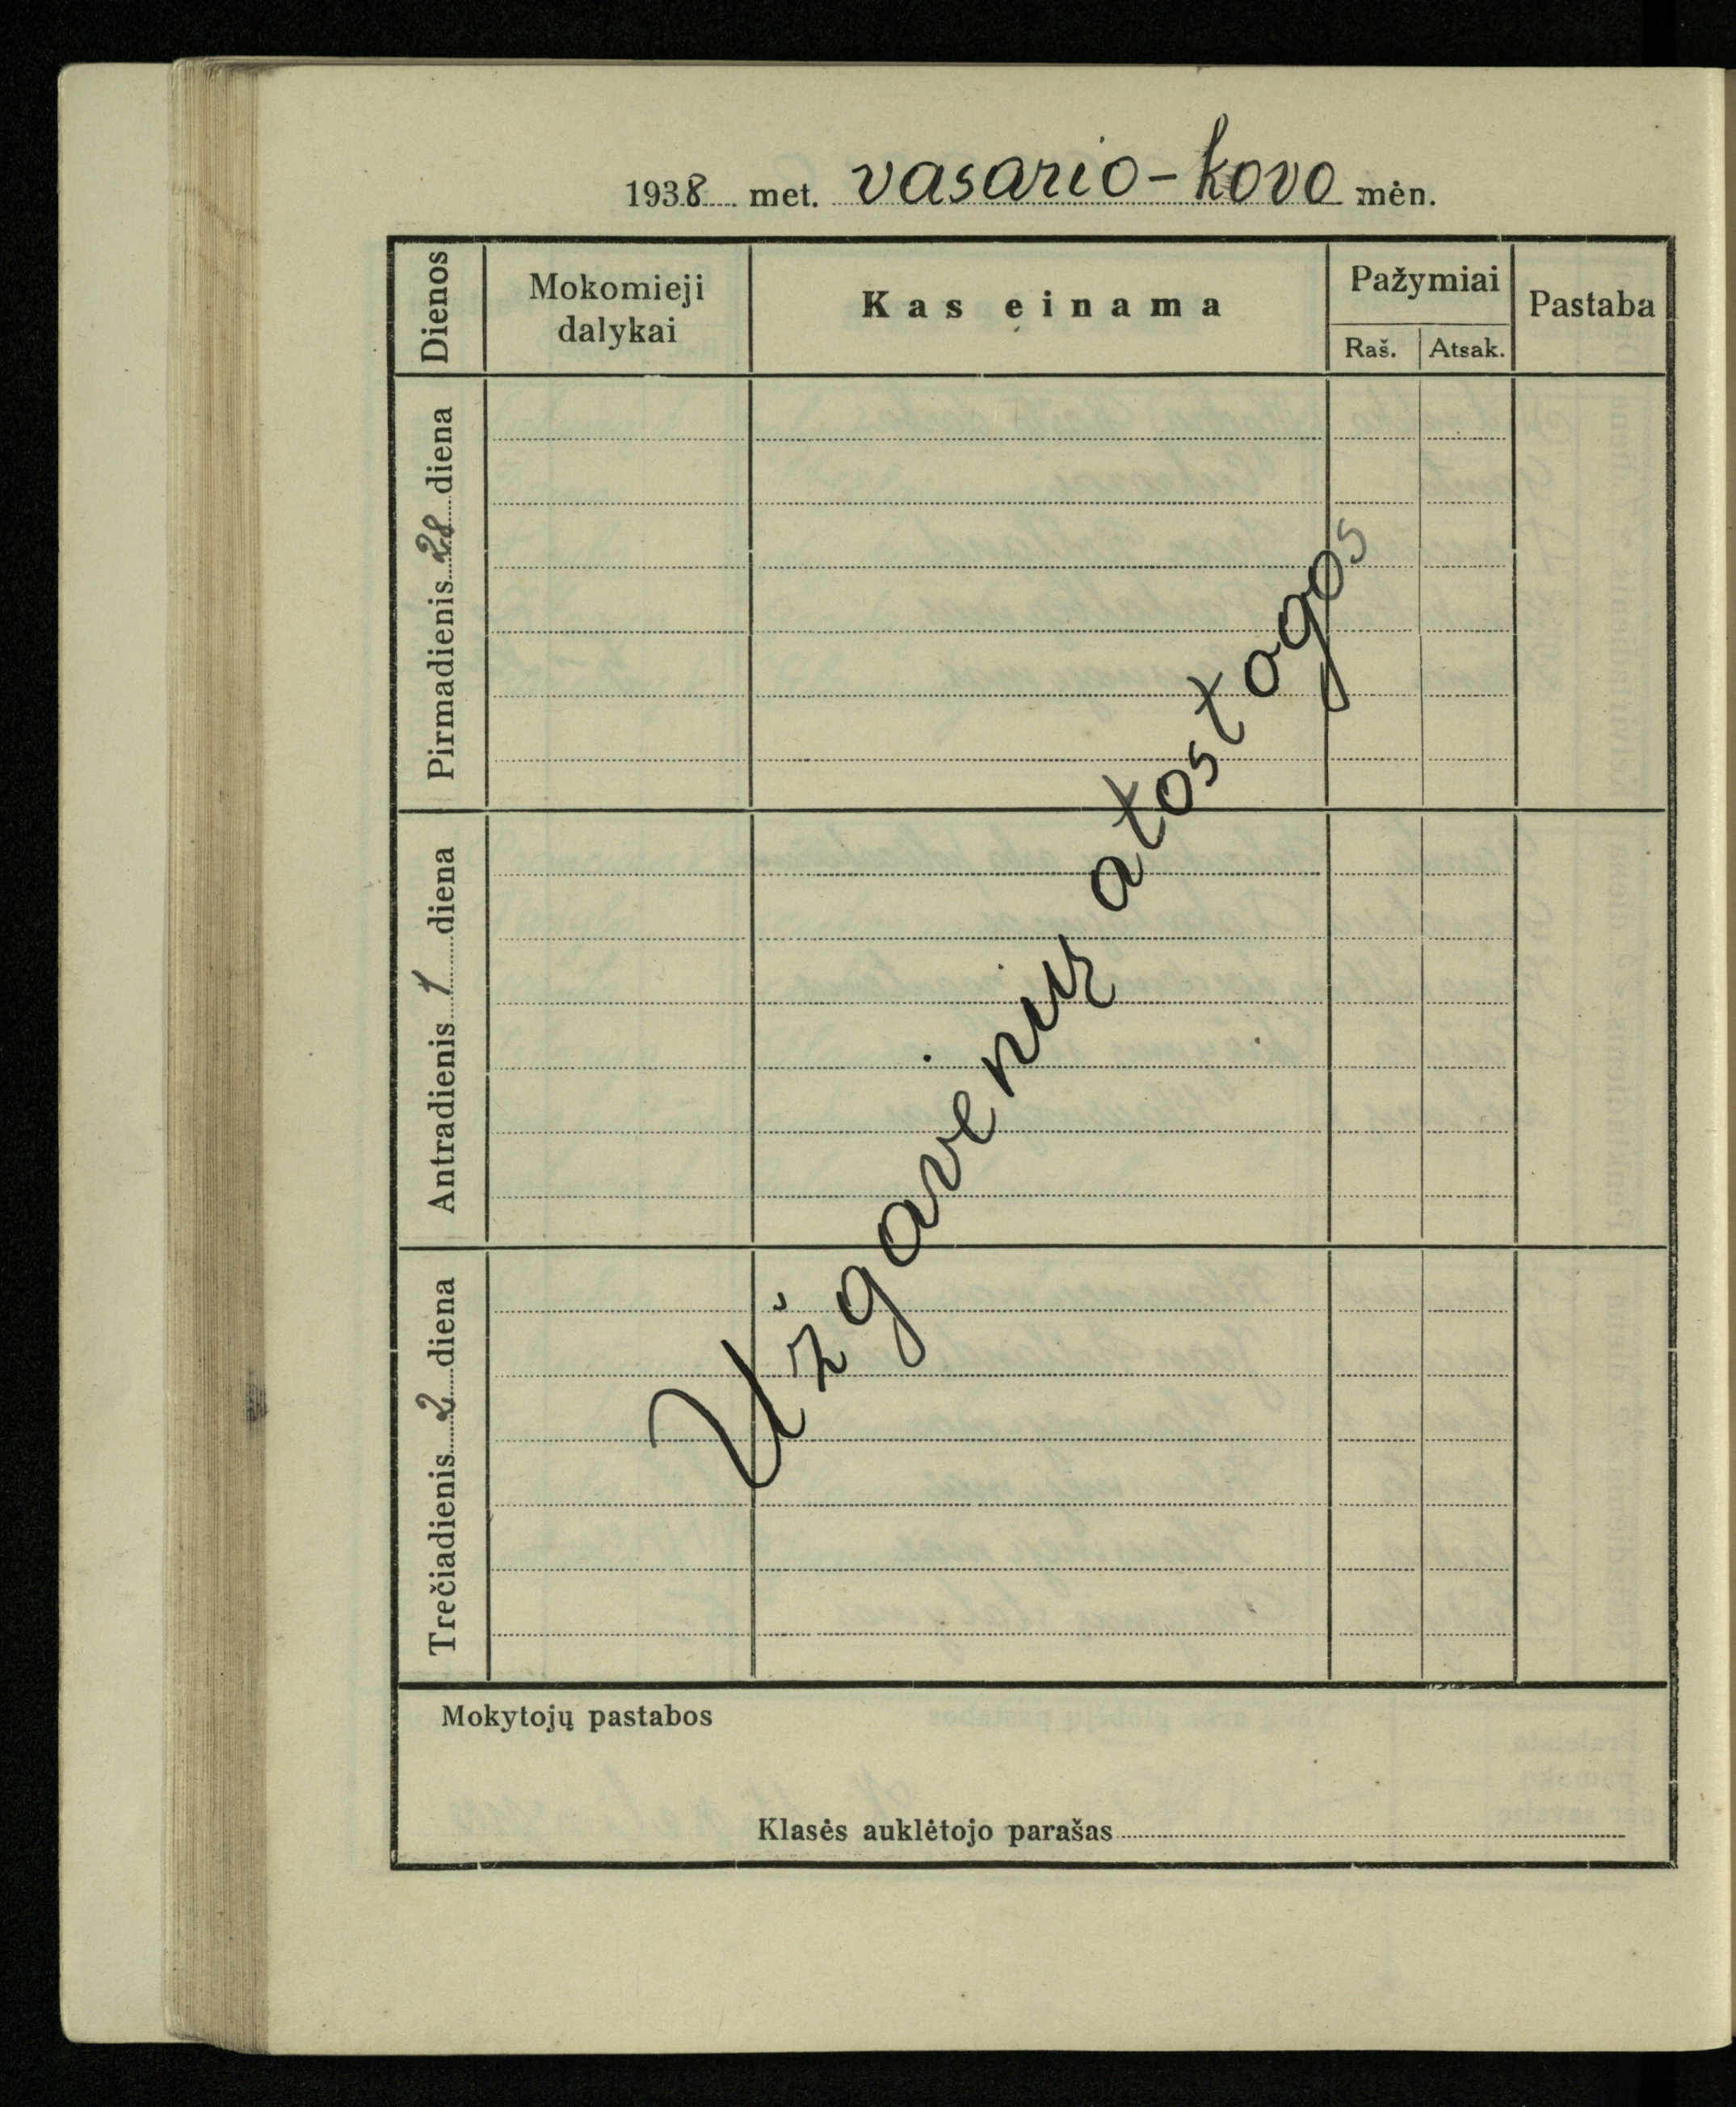 1938 met. vasario-kovo mėn.
Dienos
Mokomieji dalykai
Kas einama
Pažymiai
Raš. Atsak.
Pastaba
Pirmadienis 28 diena
Antradienis 1 diena
Trečiadienis 2 diena
Užgavenių atostogos
Mokytojų pastabos
Klasės auklėtojo parašas